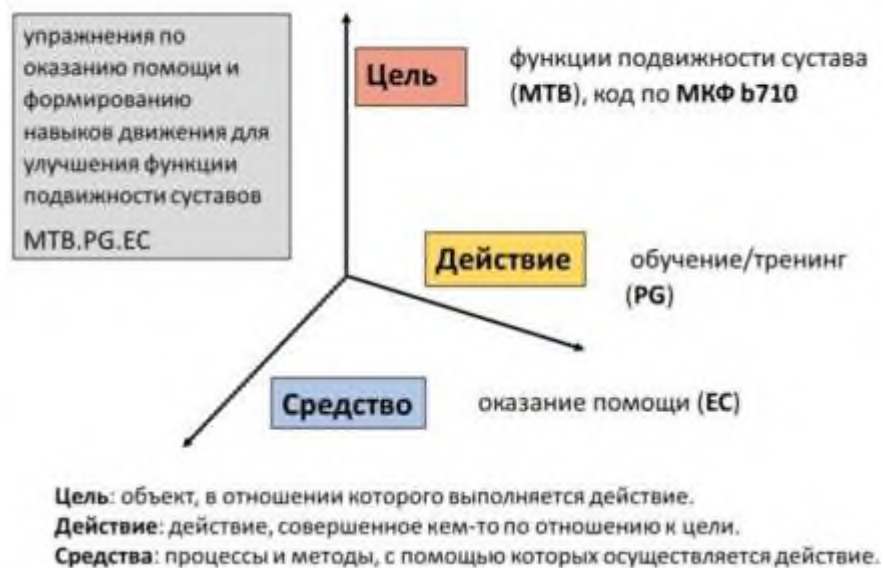 упражнения по
оказанию помощи и
формированию
навыков движения для
улучшения функции
подвижности суставов
MTB.PG.EC
Цель
функции подвижности сустава
(MTB), код по МКФ b710
Действие
обучение/тренинг
(PG)
Средство
оказание помощи (EC)
Цель: объект, в отношении которого выполняется действие.
Действие: действие, совершенное кем-то по отношению к цели.
Средства: процессы и методы, с помощью которых осуществляется действие.